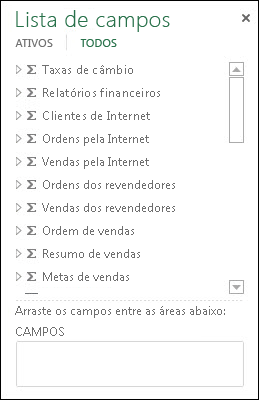 Lista de campos
ATIVOS TODOS
Taxas de câmbio
Relatórios financeiros
Clientes de Internet
Ordens pela Internet
Vendas pela Internet
Ordens dos revendedores
Vendas dos revendedores
Ordem de vendas
Resumo de vendas
Metas de vendas
Arraste os campos entre as áreas abaixo:
CAMPOS